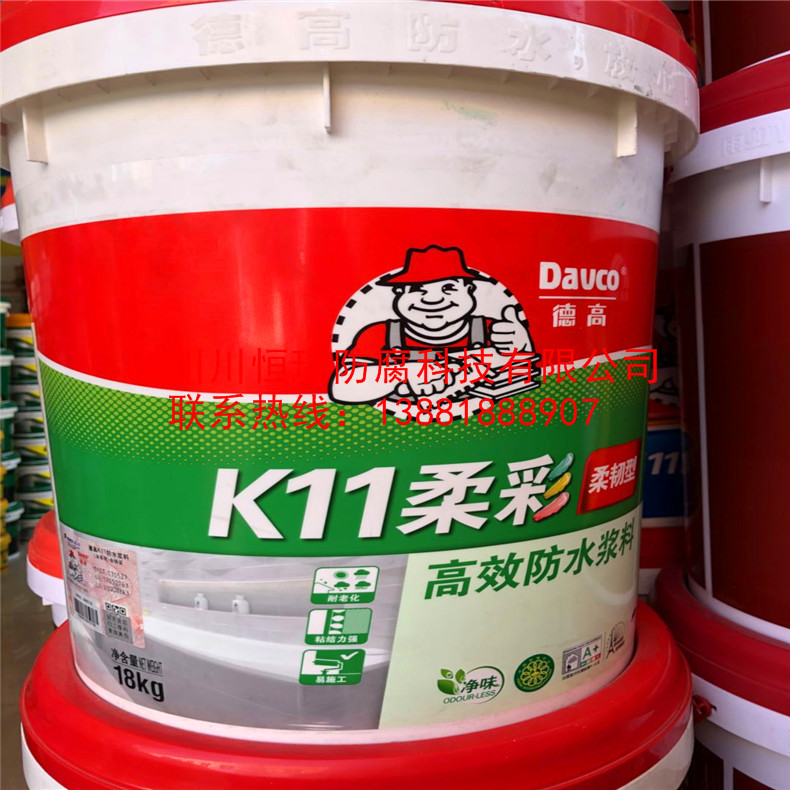 德高防水
Davco
德高
川恒
防腐科技有限公司
联系热线：13881888907
K11柔彩
柔韧型
高效防水浆料
111
耐老化
粘结力强
易施工
净含量 NET WEIGHT
18kg
净味
ODOUR-LESS
A+